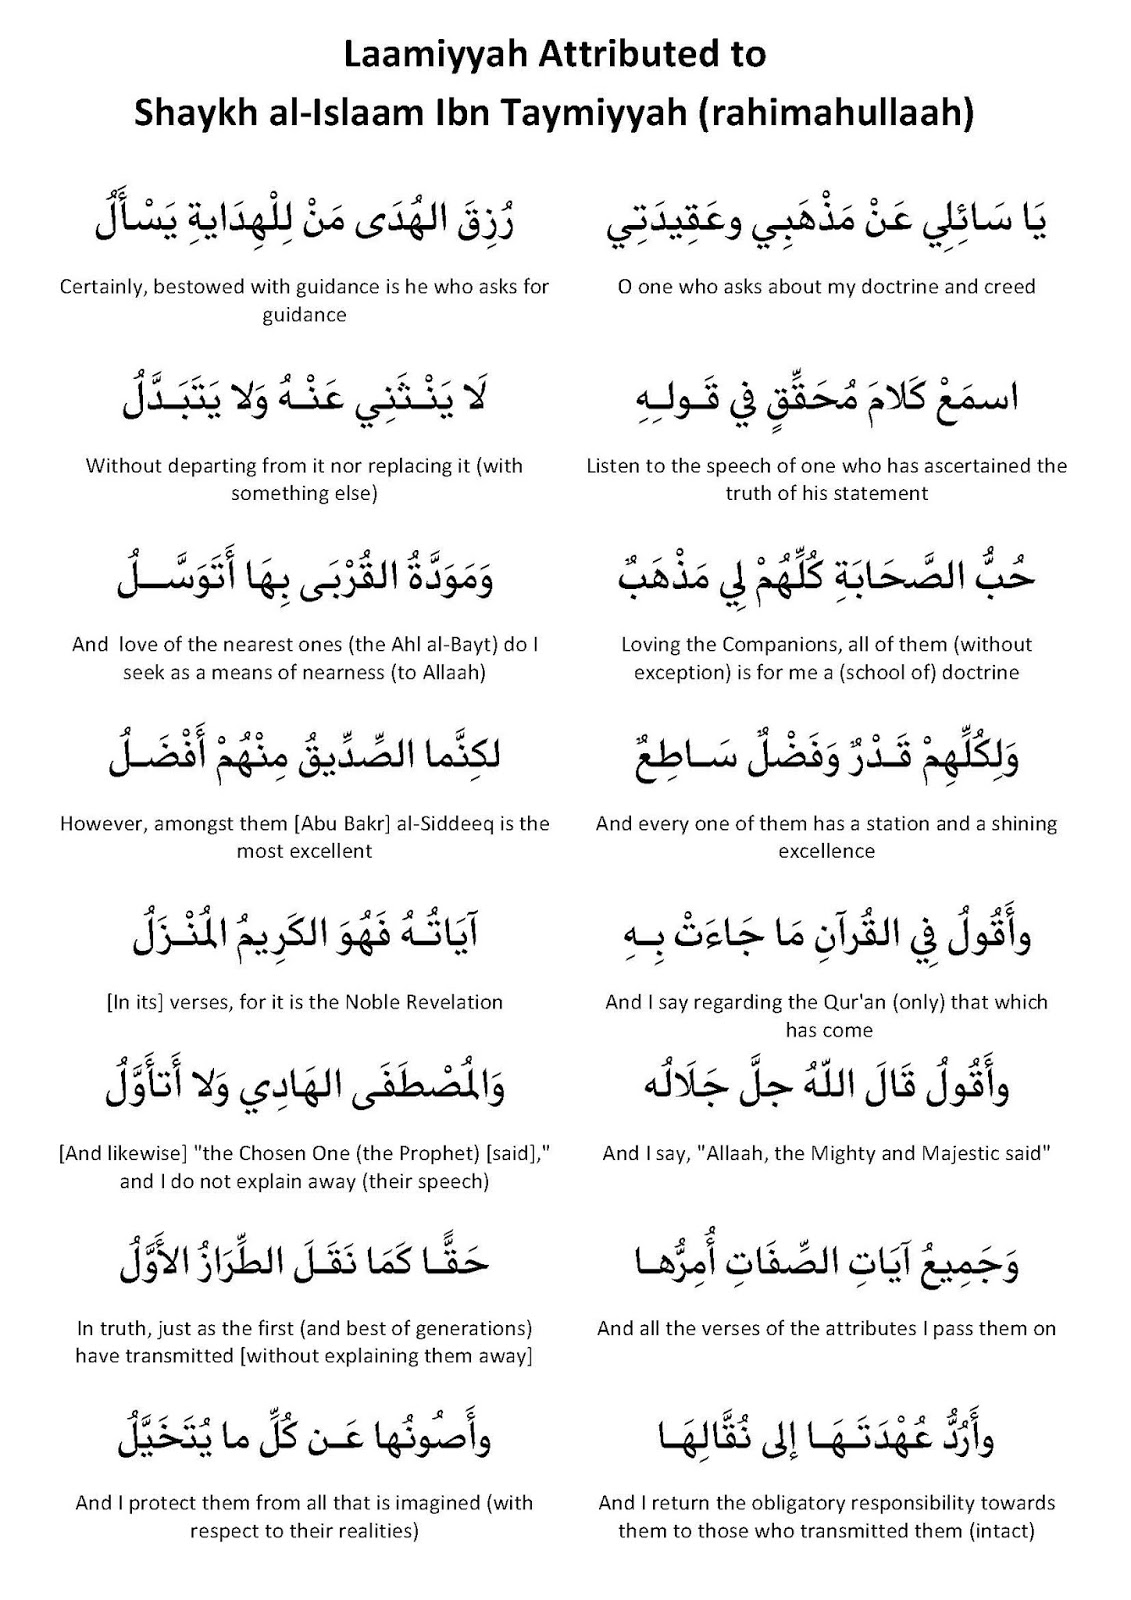 Laamiyyah Attributed to
Shaykh al-Islaam Ibn Taymiyyah (rahimahullaah)
يَا سَائِلِي عَنْ مَذْهَبِي وعَقِيدَتِي
رُزِقَ الهُدَى مَنْ لِلْهِدَايةِ يَسْأَلُ
O one who asks about my doctrine and creed
Certainly, bestowed with guidance is he who asks for
guidance
اسمَعْ كَلامَ مُحَقِّقٍ في قَـولـِهِ
لَا يَنْـثَنِي عَنْـهُ وَلا يَتَبَـدَّلُ
Listen to the speech of one who has ascertained the
truth of his statement
Without departing from it nor replacing it (with
something else)
حُبُّ الصَّحَابَةِ كُلِّهُمْ لِي مَذْهَبٌ
وَمَوَدَّةُ القُرْبَـى بِهَا أَتَوَسَّــلُ
Loving the Companions, all of them (without
exception) is for me a (school of) doctrine
And  love of the nearest ones (the Ahl al-Bayt) do I
seek as a means of nearness (to Allaah)
وَلِكُلِّهِمْ قَـدْرٌ وَفَضْلٌ سَـاطِعٌ
لكِنَّما الصِّدِّيقُ مِنْهُمْ أَفْضَـلُ
And every one of them has a station and a shining
excellence
However, amongst them [Abu Bakr] al-Siddeeq is the
most excellent
وأَقُولُ فِي القُرآنِ مَا جَاءَتْ بِـهِ
آيَاتُـهُ فَهُوَ الكَرِيمُ المُنْـزَلُ
And I say regarding the Qur'an (only) that which
has come
[In its] verses, for it is the Noble Revelation
وأَقُولُ قَالَ اللّهُ جلَّ جَلَالُه
وَالمُصْطَفَى الهَادِي وَلا أَتأَوَّلُ
And I say, "Allaah, the Mighty and Majestic said"
[And likewise] "the Chosen One (the Prophet) [said],"
and I do not explain away (their speech)
وَجَمِيعُ آيَاتِ الصِّفَاتِ أُمِرُّهـا
حَقًّـا كَمَا نَقَـلَ الطِّرَازُ الأَوَّلُ
And all the verses of the attributes I pass them on
In truth, just as the first (and best of generations)
have transmitted [without explaining them away]
وأَرُدُّ عُهْدَتَـهَـا إلى نُقَّالِهَـا
وأَصُونُها عَـن كُلِّ ما يُتَخَيَّلُ
And I return the obligatory responsibility towards
them to those who transmitted them (intact)
And I protect them from all that is imagined (with
respect to their realities)